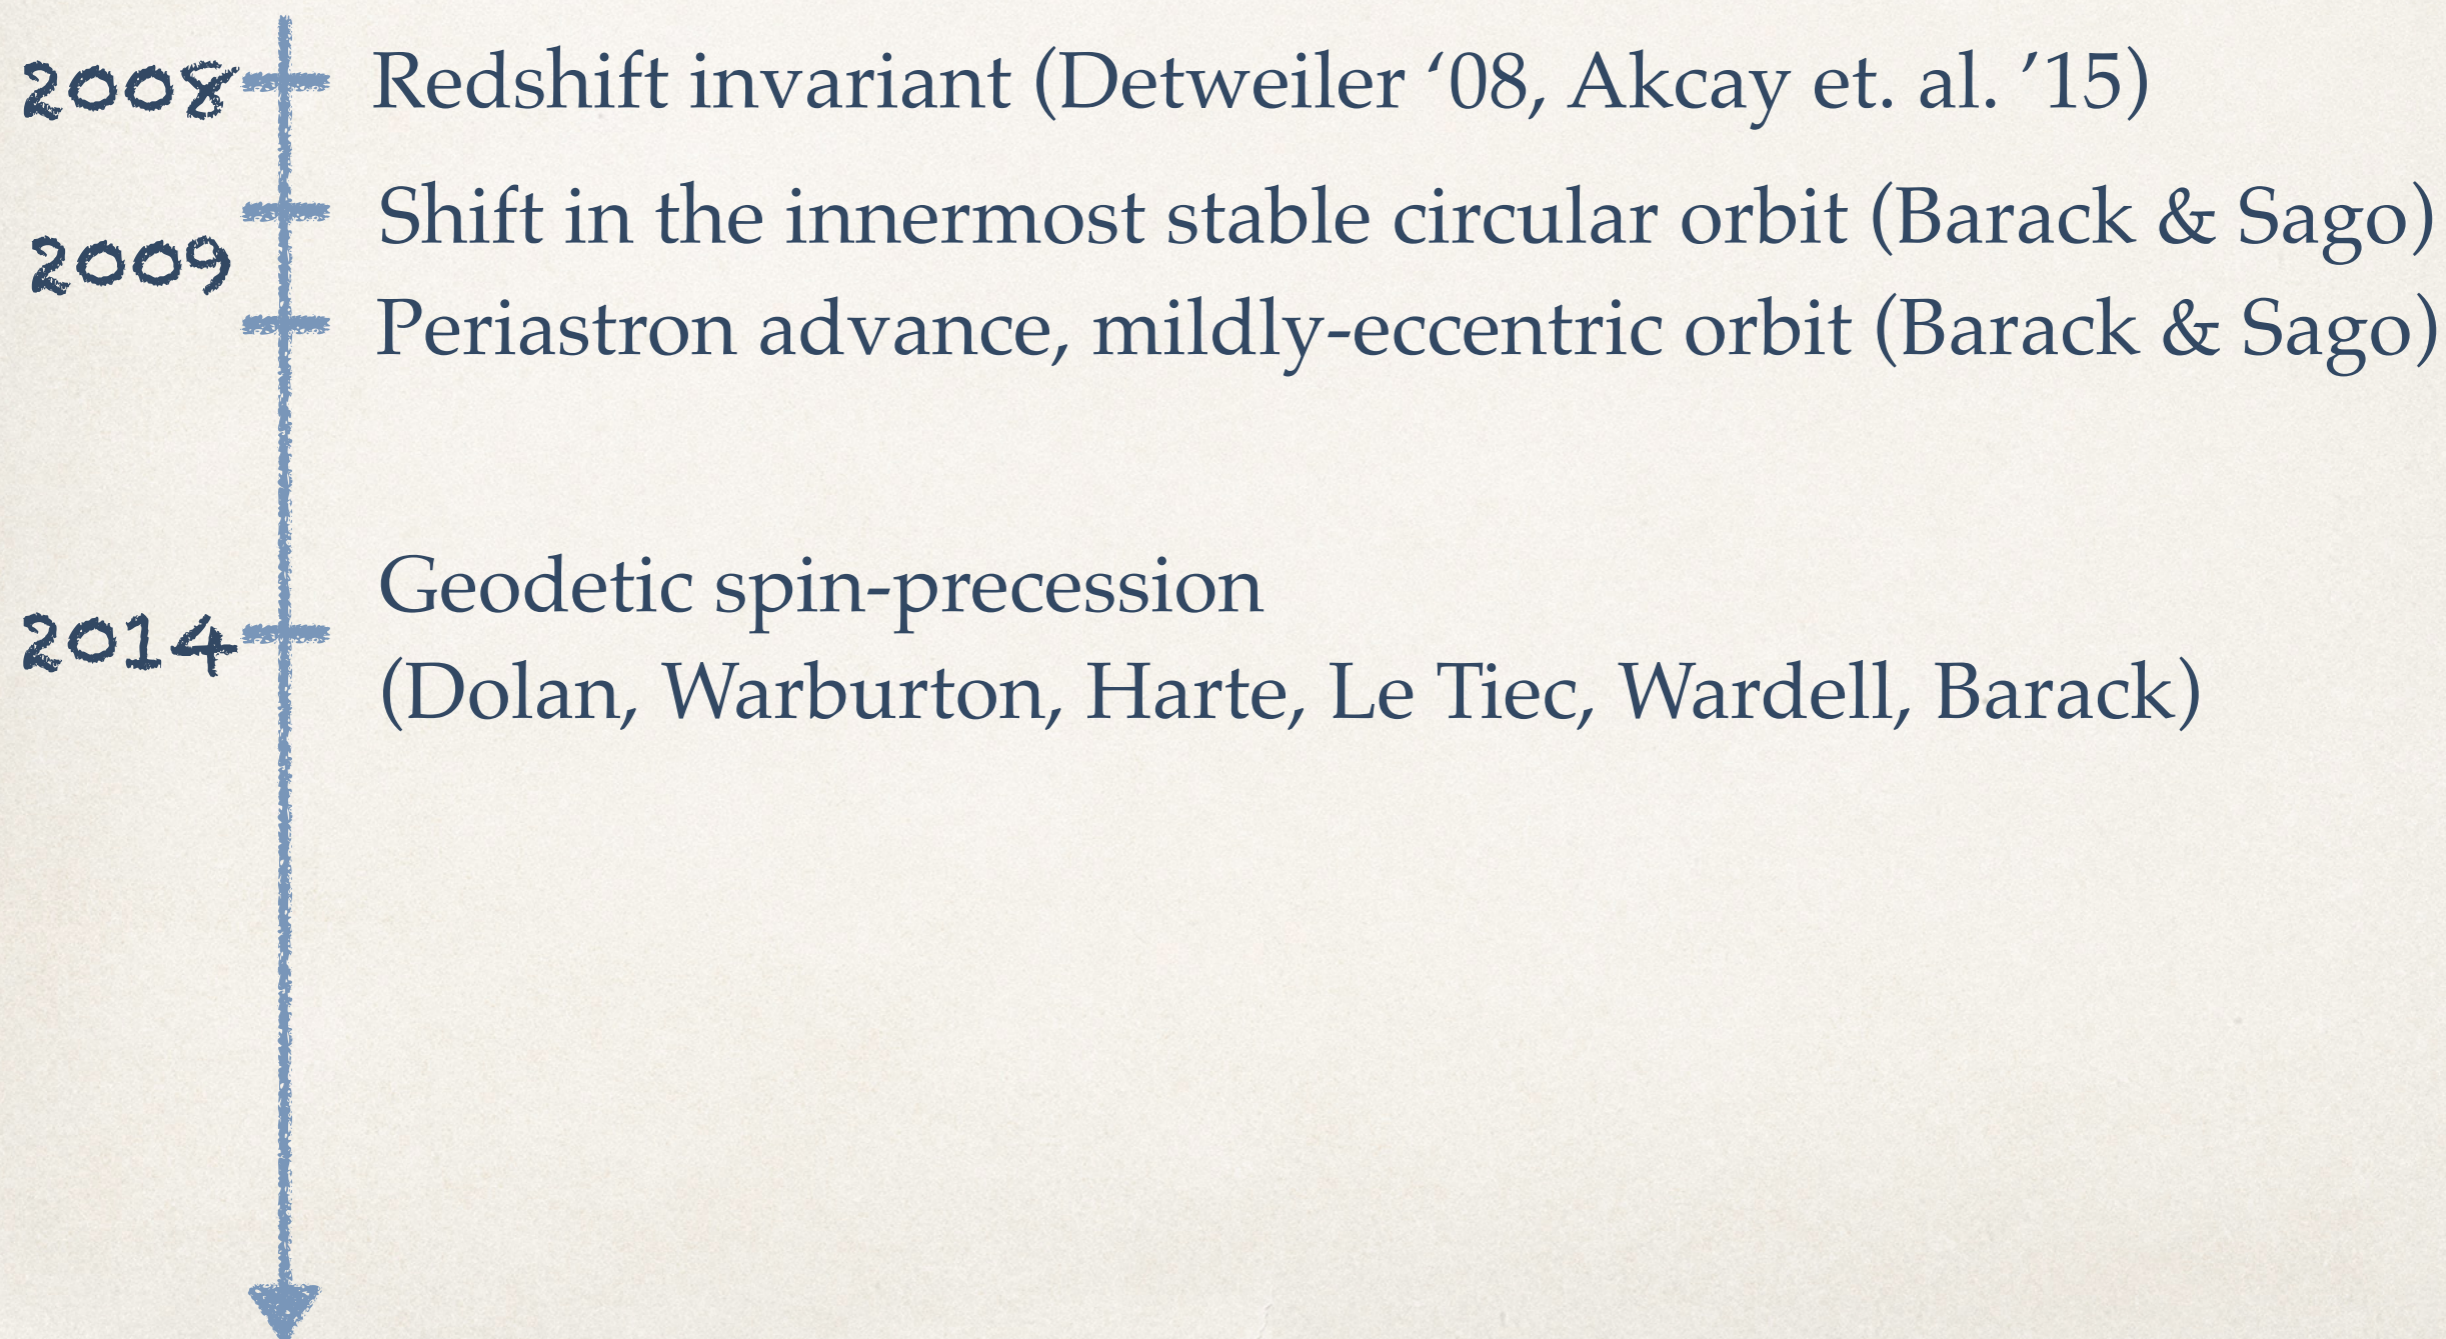 2008
Redshift invariant (Detweiler ‘08, Akcay et. al. ’15)
Shift in the innermost stable circular orbit (Barack & Sago)
2009
Periastron advance, mildly-eccentric orbit (Barack & Sago)
Geodetic spin-precession
2014
(Dolan, Warburton, Harte, Le Tiec, Wardell, Barack)